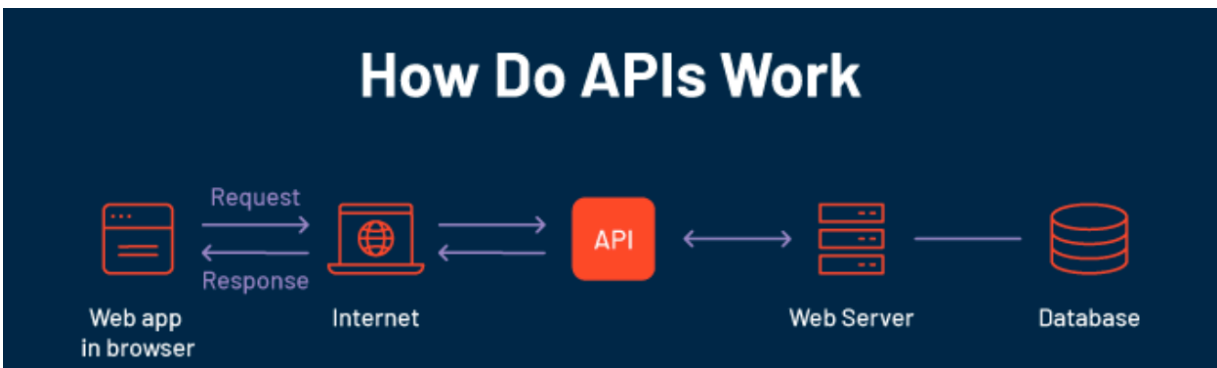 How Do APIs Work
Request
Response
API
Web app
in browser
Internet
Web Server
Database